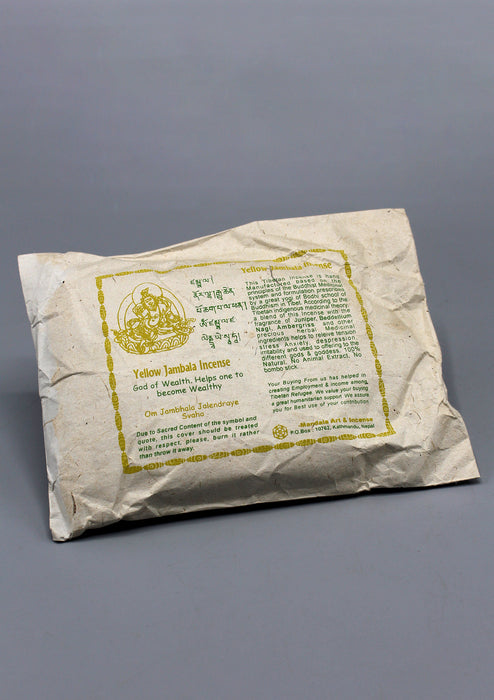 Yellow Jambala Incense
God of Wealth, Helps one to
become Wealthy
Om Jambhala Jalendraye
Svaha
Due to Sacred Content of the symbol and
quote, this cover should be treated
with respect, please, burn it rather
than throw it away.
Yellow Jambala Incense
This Tibetan Incense is hand
Manufactured based on the
principles of the Buddhist Medicinal
system and formulation prescription
by a great yogi of Bodhi school of
Buddhism in Tibet. According to the
Tibetan indigenous medicinal theory:
a blend of this incense with the
fragrance of Juniper, Badedsium
Nagi, Ambergriss and other
precious herbal Medicinal
ingredients helps to releive tension
stress Anxiety despression,
irritability and used to offering to the
different gods & goddess. 100%
Natural, No Animal Extract, No
bombo stick.
Your Buying From us has helped in
creating Employment & income among,
Tibetan Refugee. We value your Buying
a great humanitarian support. We assure
you for Best Use of your contribution
Mandala Art & Incense
P.O.Box : 10762, Kathmandu, Nepal